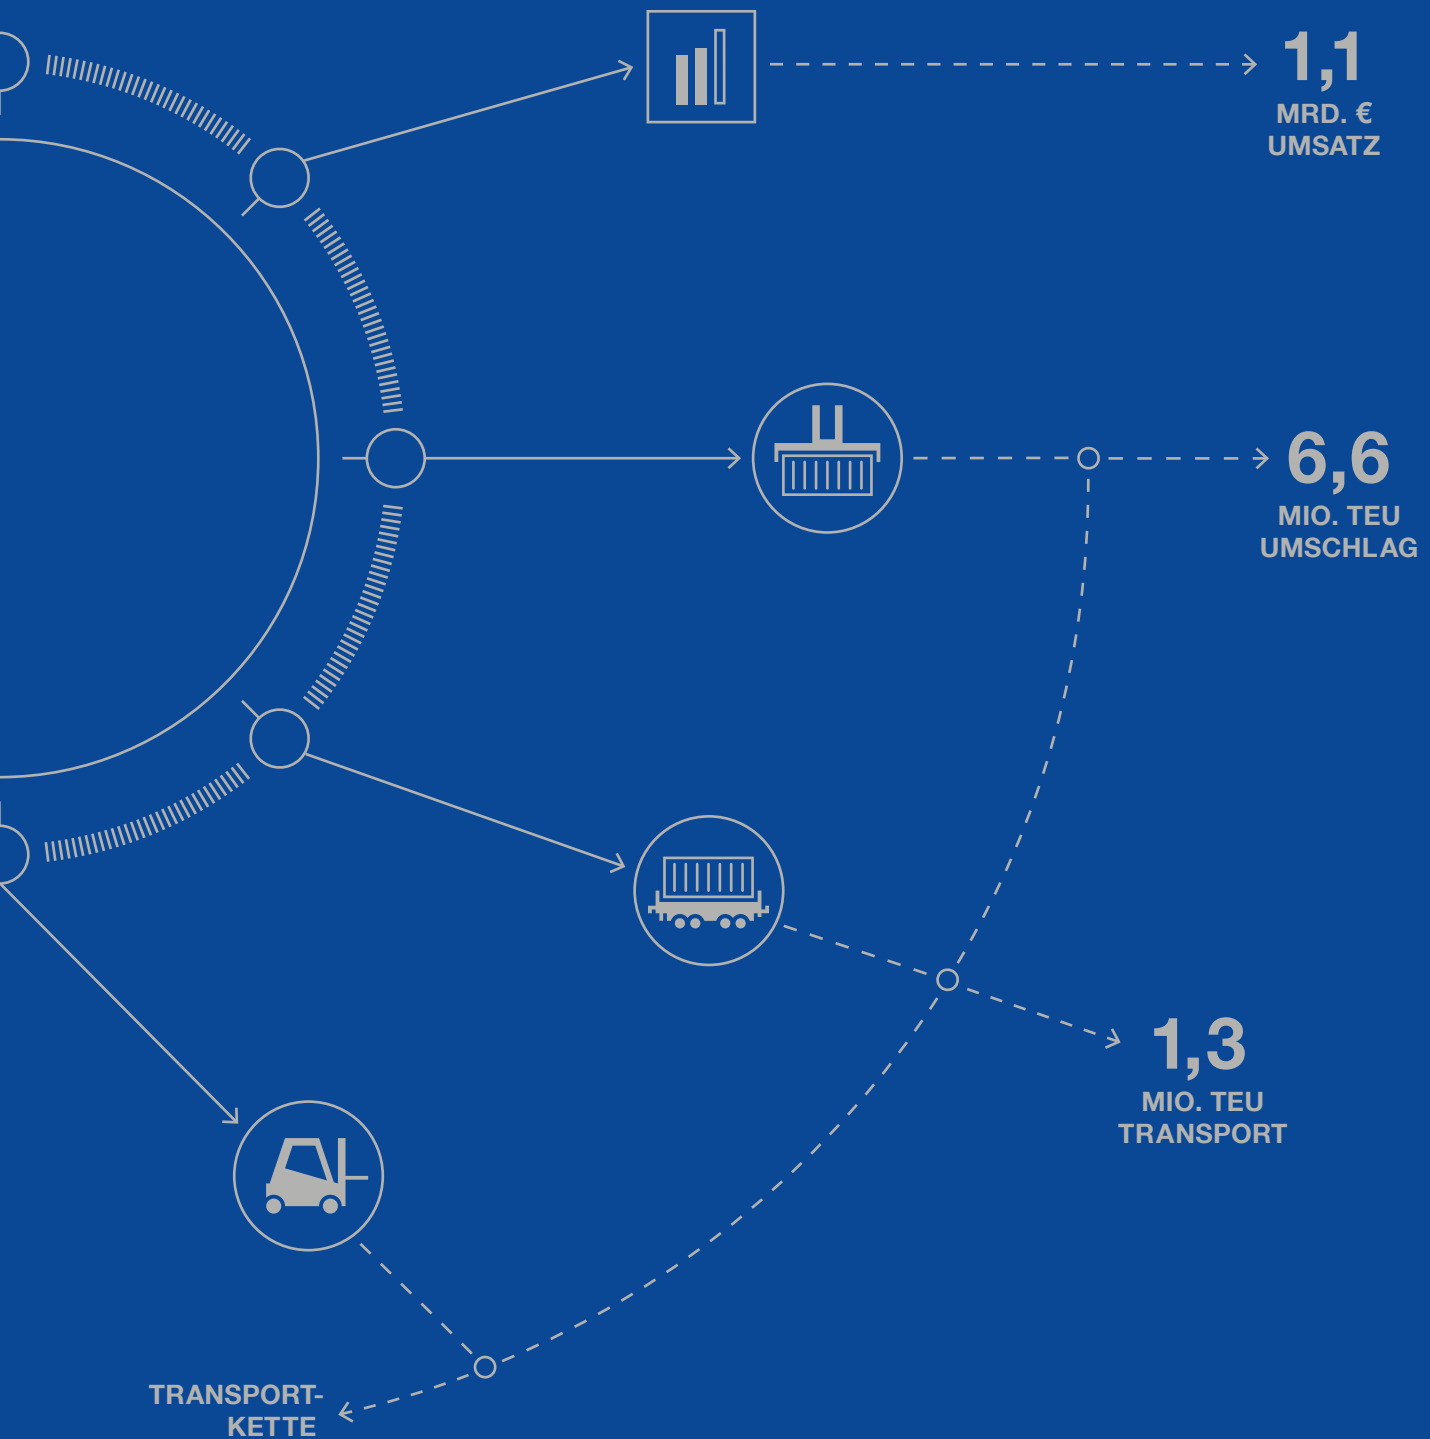 1,1
MRD. €
UMSATZ
6,6
MIO. TEU
UMSCHLAG
1,3
MIO. TEU
TRANSPORT
TRANSPORT-
KETTE